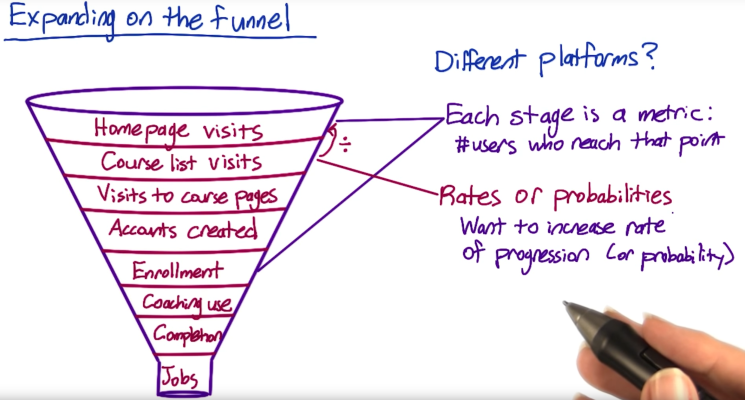 Expanding on the funnel
Different platforms?
Homepage visits
Course list visits
Visits to course pages
Accounts created
Enrollment
Coaching use
Completion
Jobs
÷
Each stage is a metric:
#users who reach that point
Rates or probabilities
Want to increase rate
of progression (or probability)